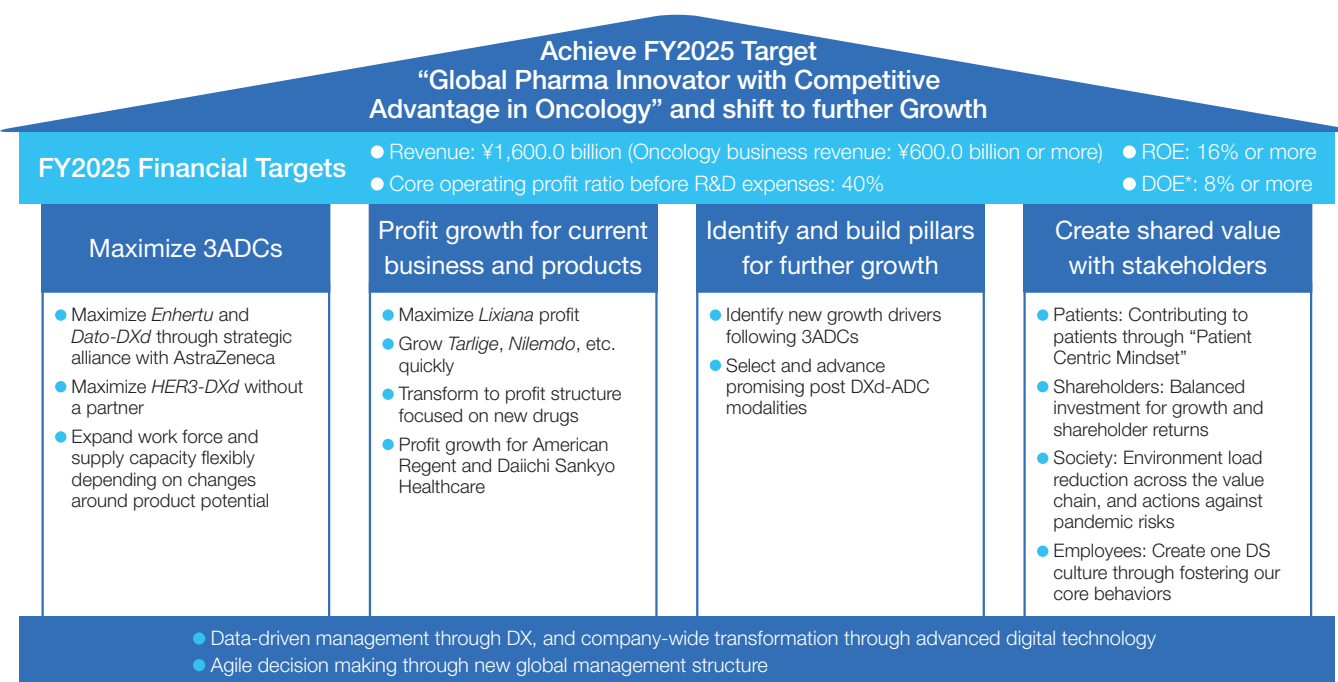 Achieve FY2025 Target
“Global Pharma Innovator with Competitive
Advantage in Oncology” and shift to further Growth
FY2025 Financial Targets
● Revenue: ¥1,600.0 billion (Oncology business revenue: ¥600.0 billion or more)
● Core operating profit ratio before R&D expenses: 40%
● ROE: 16% or more
● DOE*: 8% or more
Maximize 3ADCs
● Maximize Enhertu and
Dato-DXd through strategic
alliance with AstraZeneca
● Maximize HER3-DXd without
a partner
● Expand work force and
supply capacity flexibly
depending on changes
around product potential
Profit growth for current
business and products
● Maximize Lixiana profit
● Grow Tarlige, Nilemdo, etc.
quickly
● Transform to profit structure
focused on new drugs
● Profit growth for American
Regent and Daiichi Sankyo
Healthcare
Identify and build pillars
for further growth
● Identify new growth drivers
following 3ADCs
● Select and advance
promising post DXd-ADC
modalities
Create shared value
with stakeholders
● Patients: Contributing to
patients through “Patient
Centric Mindset”
● Shareholders: Balanced
investment for growth and
shareholder returns
● Society: Environment load
reduction across the value
chain, and actions against
pandemic risks
● Employees: Create one DS
culture through fostering our
core behaviors
● Data-driven management through DX, and company-wide transformation through advanced digital technology
● Agile decision making through new global management structure